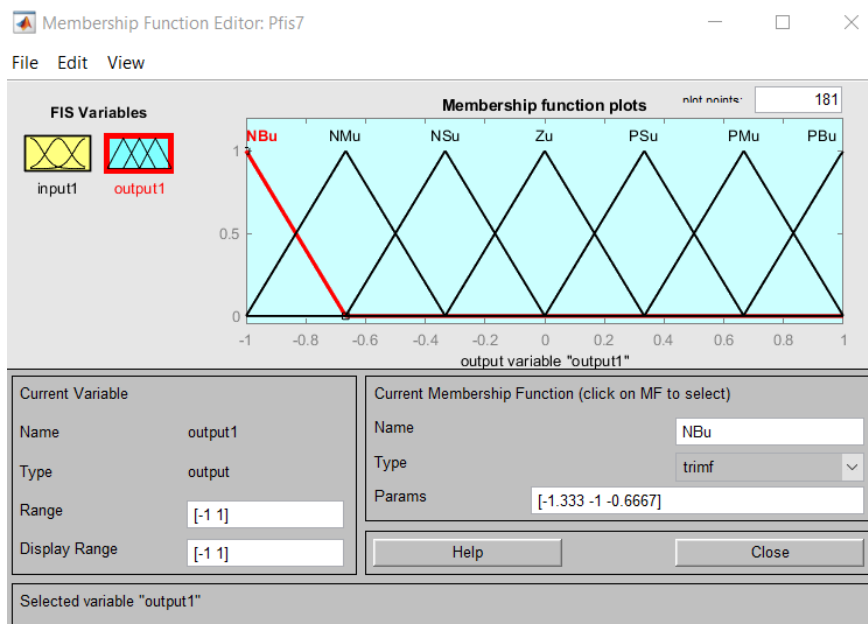 Membership Function Editor: Pfis7
File Edit View
FIS Variables
input1 output1
Membership function plots
plot points: 181
NBu NMu NSu Zu PSu PMu PBu
1
0.5
0
-1 -0.8 -0.6 -0.4 -0.2 0 0.2 0.4 0.6 0.8 1
output variable "output1"
Current Variable
Name output1
Type output
Range [-1 1]
Display Range [-1 1]
Current Membership Function (click on MF to select)
Name NBu
Type trimf
Params [-1.333 -1 -0.6667]
Help Close
Selected variable "output1"